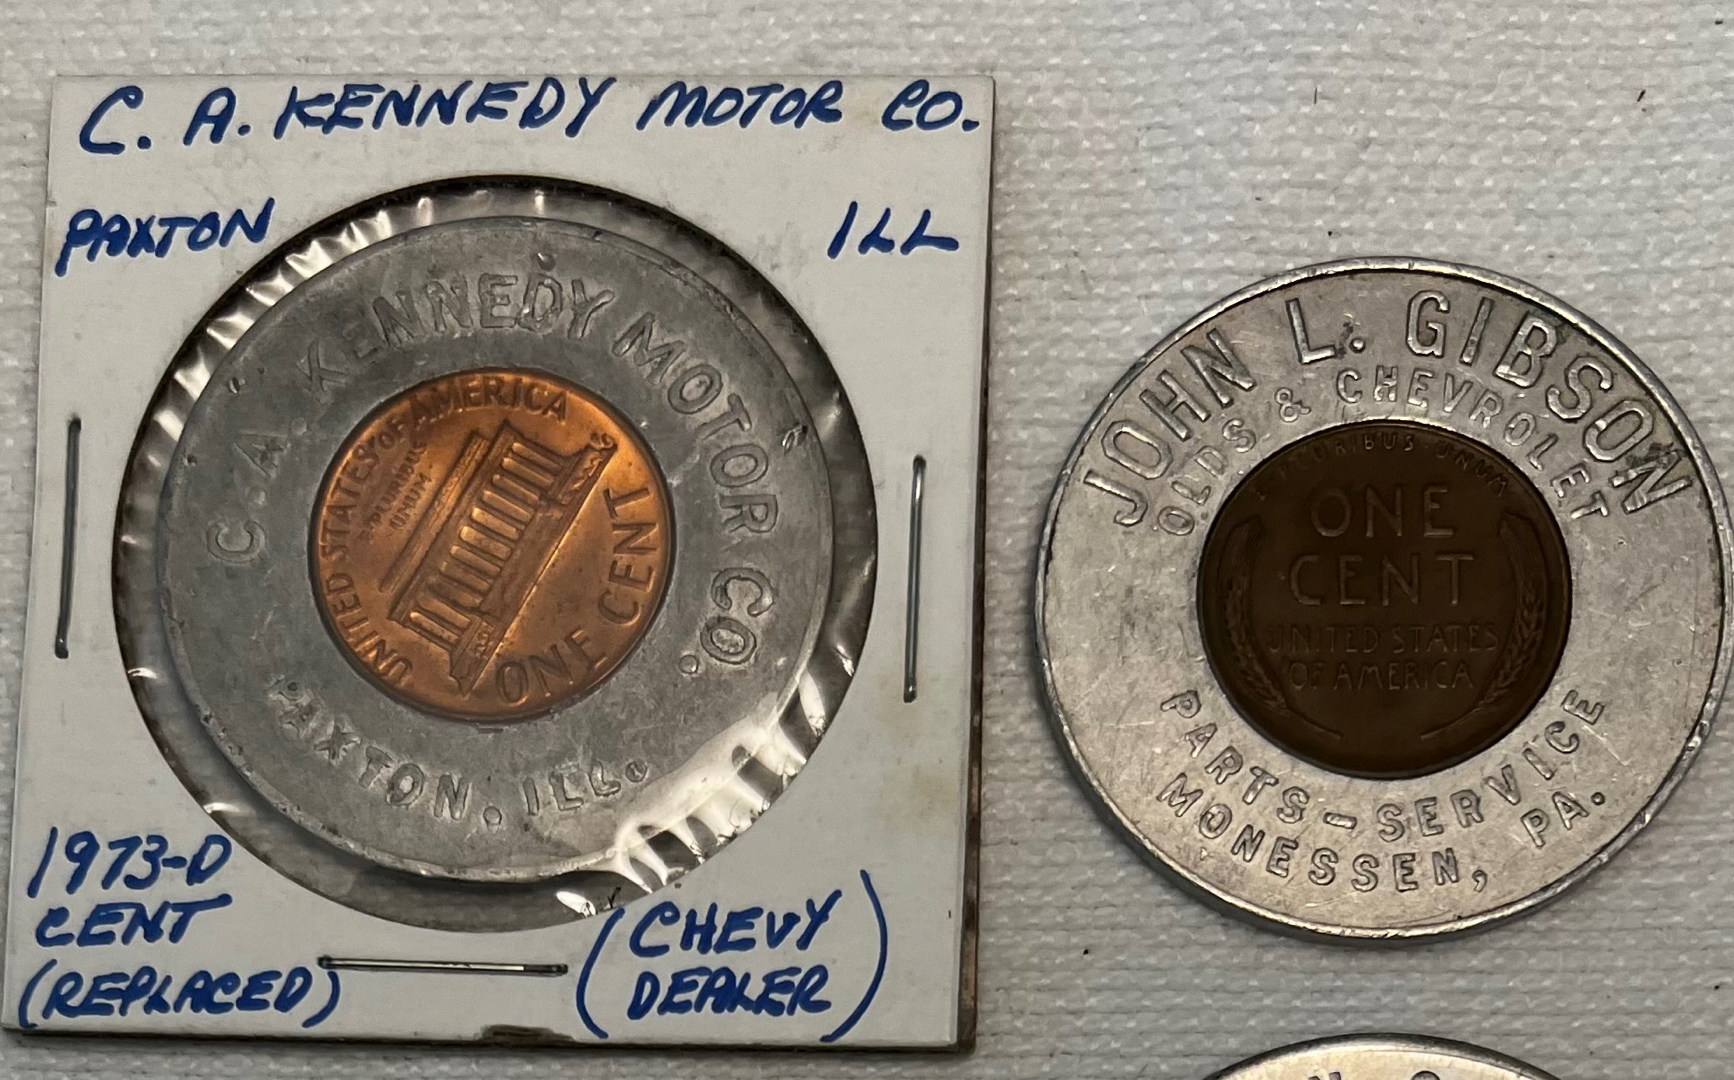 C. A. KENNEDY MOTOR CO.
PAXTON
ILL
C. A. KENNEDY MOTOR CO.
UNITED STATES OF AMERICA
E PLURIBUS
UNUM
ONE CENT
PAXTON, ILL.
1973-D
CENT
(REPLACED)
(CHEVY
DEALER)
JOHN L. GIBSON
OLDS & CHEVROLET
E PLURIBUS UNUM
ONE
CENT
UNITED STATES
OF AMERICA
PARTS-SERVICE
MONESSEN, PA.